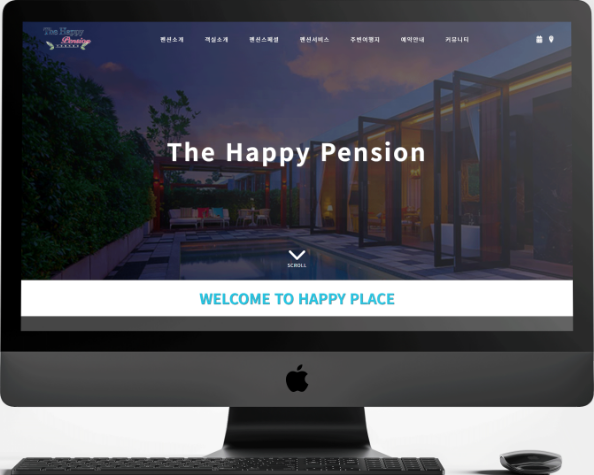 The Happy
Pension
펜션소개 객실소개 펜션스페셜 펜션서비스 주변여행지 예약안내 커뮤니티
The Happy Pension
SCROLL
WELCOME TO HAPPY PLACE